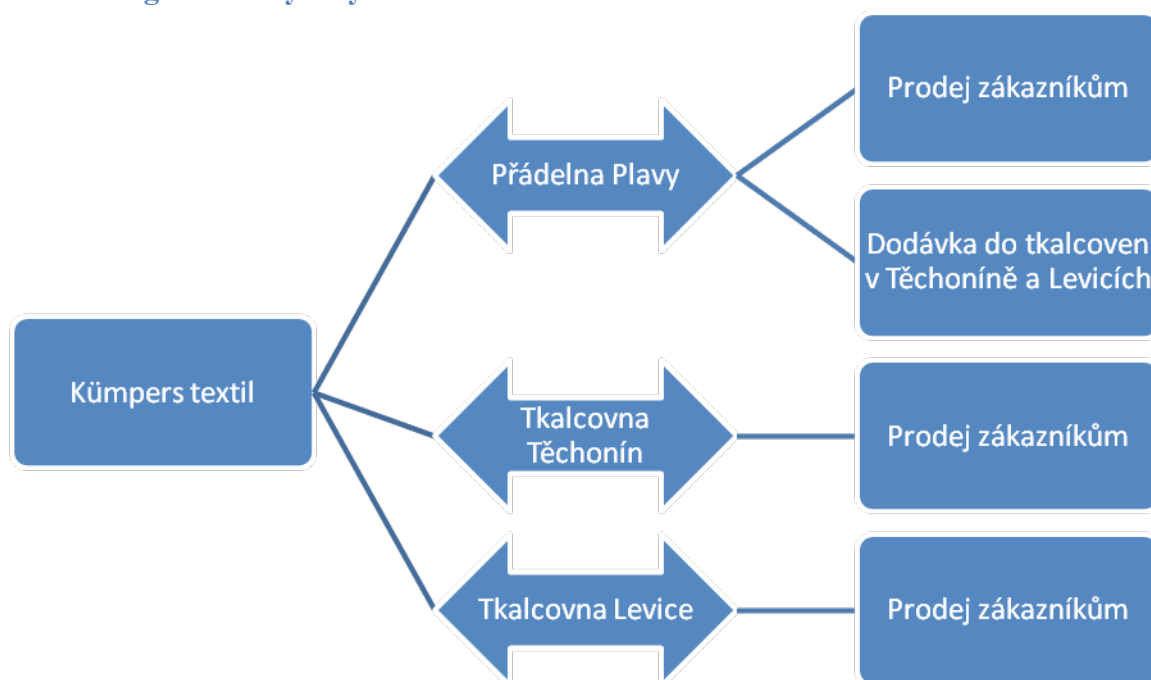 Kümpers textil
Přádelna Plavy
Prodej zákazníkům
Dodávka do tkalcoven
v Těchoníně a Levicích
Tkalcovna
Těchonín
Prodej zákazníkům
Tkalcovna Levice
Prodej zákazníkům